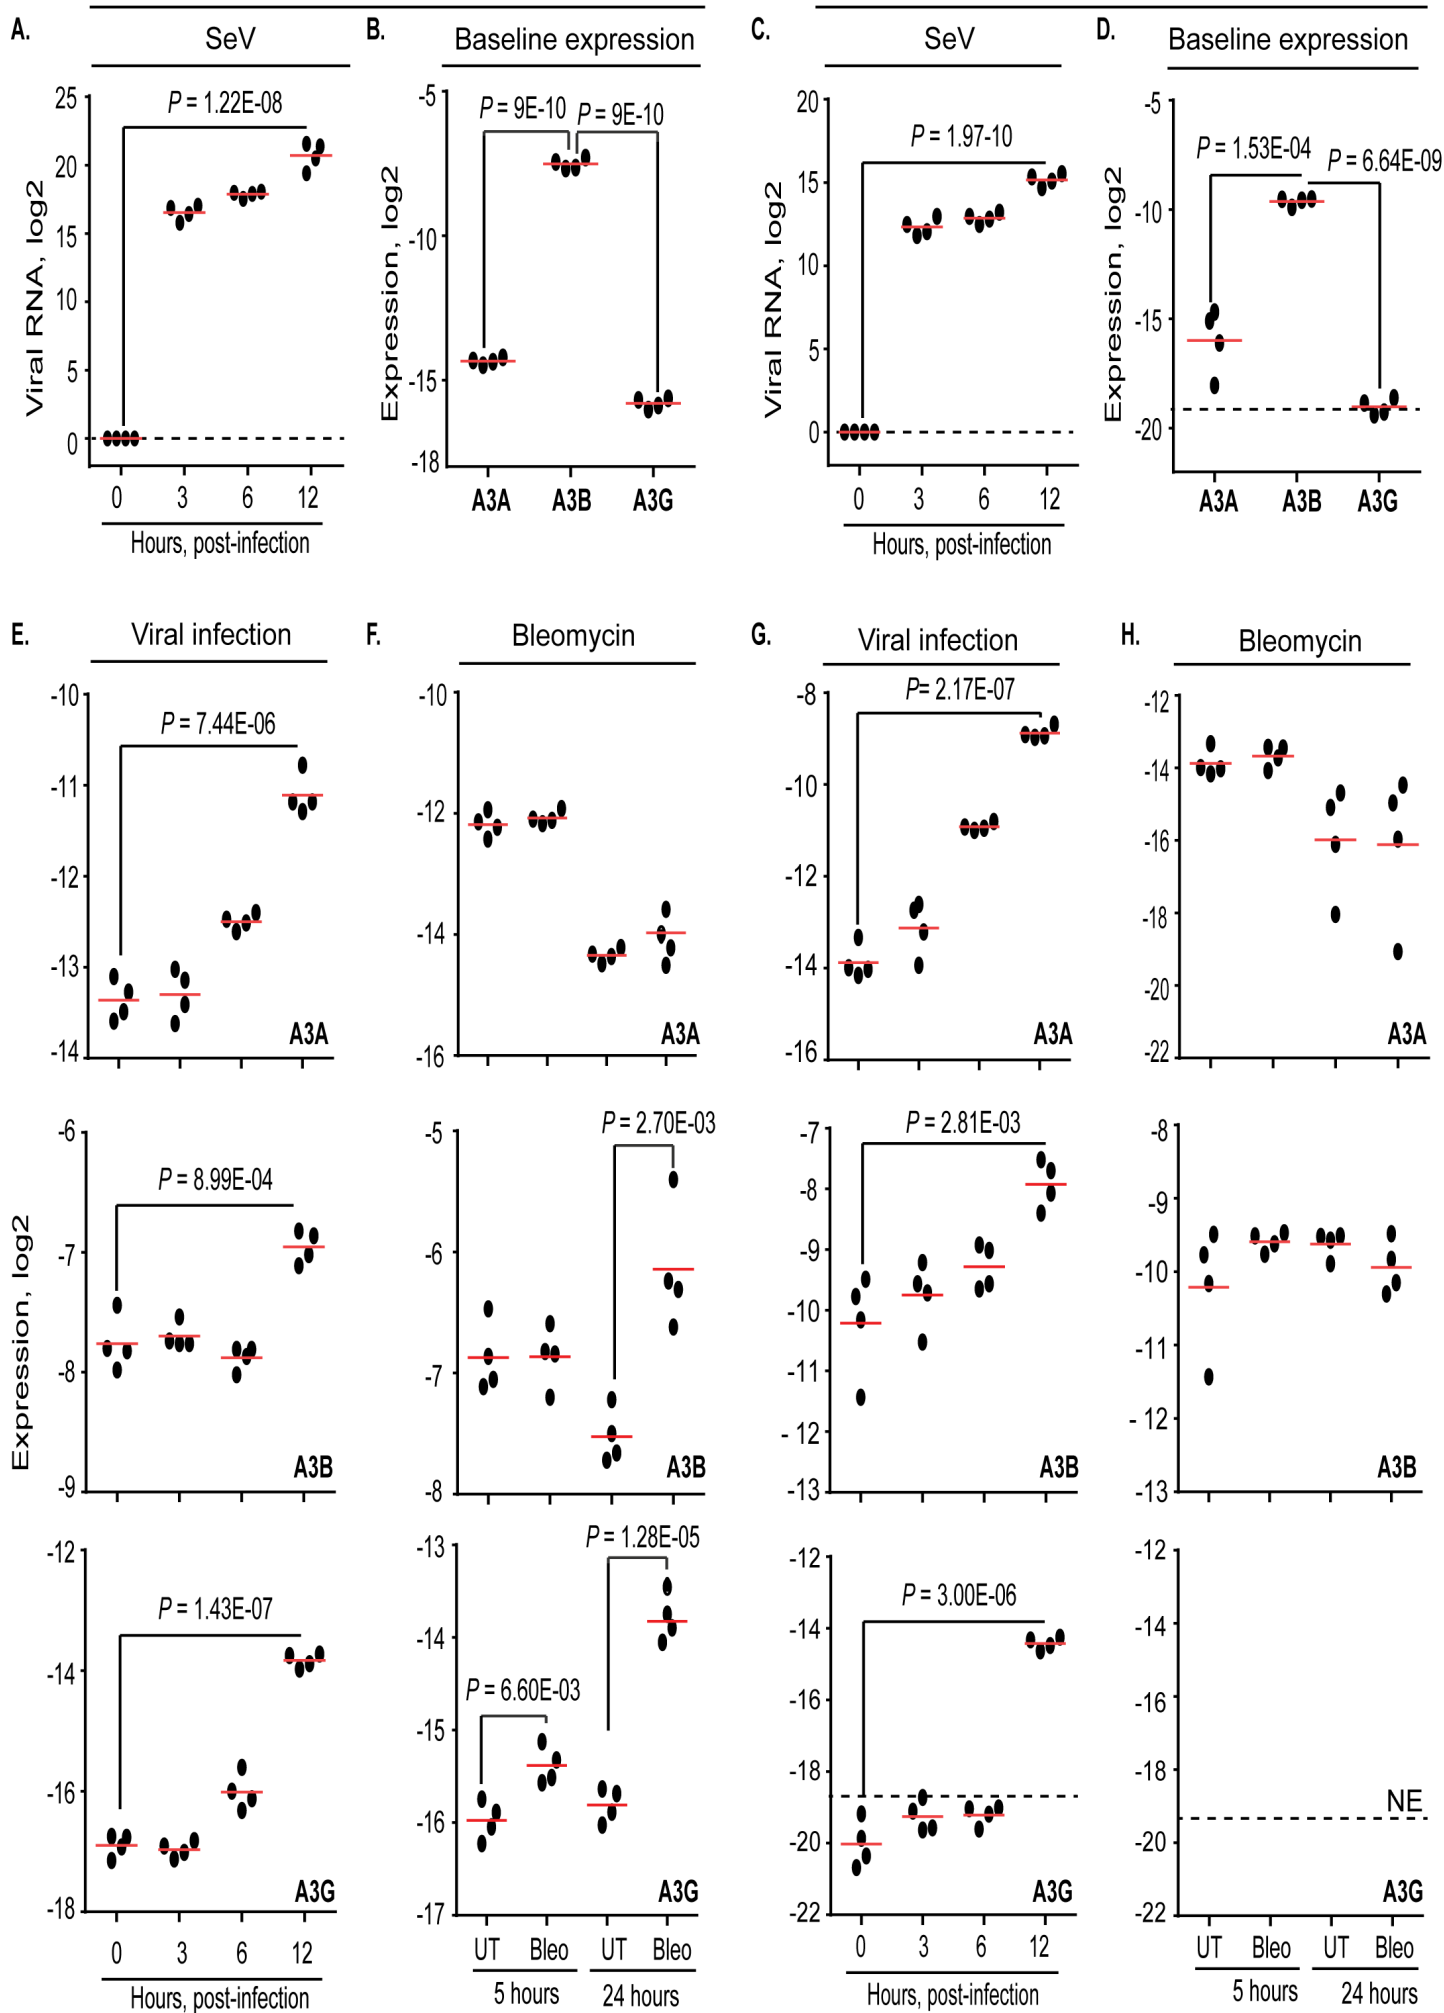 A.
SeV
P = 1.22E-08
25
20
15
10
5
0
Viral RNA, log2
0 3 6 12
Hours, post-infection
B.
Baseline expression
P = 9E-10 P = 9E-10
-5
-10
-15
-18
Expression, log2
A3A A3B A3G
C.
SeV
P = 1.97-10
20
15
10
5
0
Viral RNA, log2
0 3 6 12
Hours, post-infection
D.
Baseline expression
P = 1.53E-04
P = 6.64E-09
-5
-10
-15
-20
Expression, log2
A3A A3B A3G
E.
Viral infection
P = 7.44E-06
-10
-11
-12
-13
-14
A3A
F.
Bleomycin
-10
-12
-14
-16
A3A
G.
Viral infection
P= 2.17E-07
-8
-10
-12
-14
-16
A3A
H.
Bleomycin
-12
-14
-16
-18
-20
-22
A3A
Expression, log2
P = 8.99E-04
-6
-7
-8
-9
A3B
P = 2.70E-03
-5
-6
-7
-8
A3B
P = 2.81E-03
-7
-8
-9
-10
-11
- 12
-13
A3B
-8
-9
-10
-11
- 12
-13
A3B
P = 1.43E-07
-12
-14
-16
-18
A3G
0 3 6 12
Hours, post-infection
P = 1.28E-05
P = 6.60E-03
-13
-14
-15
-16
-17
A3G
UT Bleo UT Bleo
5 hours 24 hours
P = 3.00E-06
-12
-14
-16
-18
-20
-22
A3G
0 3 6 12
Hours, post-infection
-12
-14
-16
-18
-20
-22
NE
A3G
UT Bleo UT Bleo
5 hours 24 hours